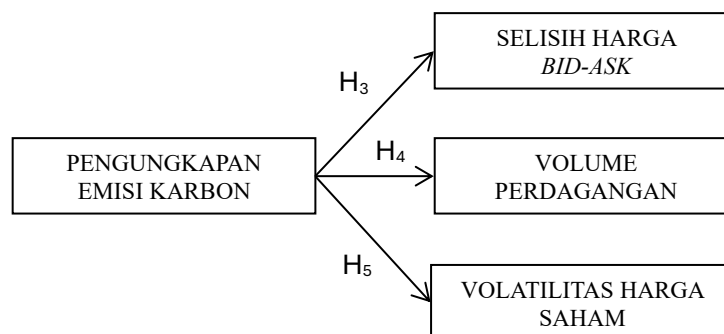 SELISIH HARGA
BID-ASK
H₃
PENGUNGKAPAN
EMISI KARBON
H₄
VOLUME
PERDAGANGAN
H₅
VOLATILITAS HARGA
SAHAM